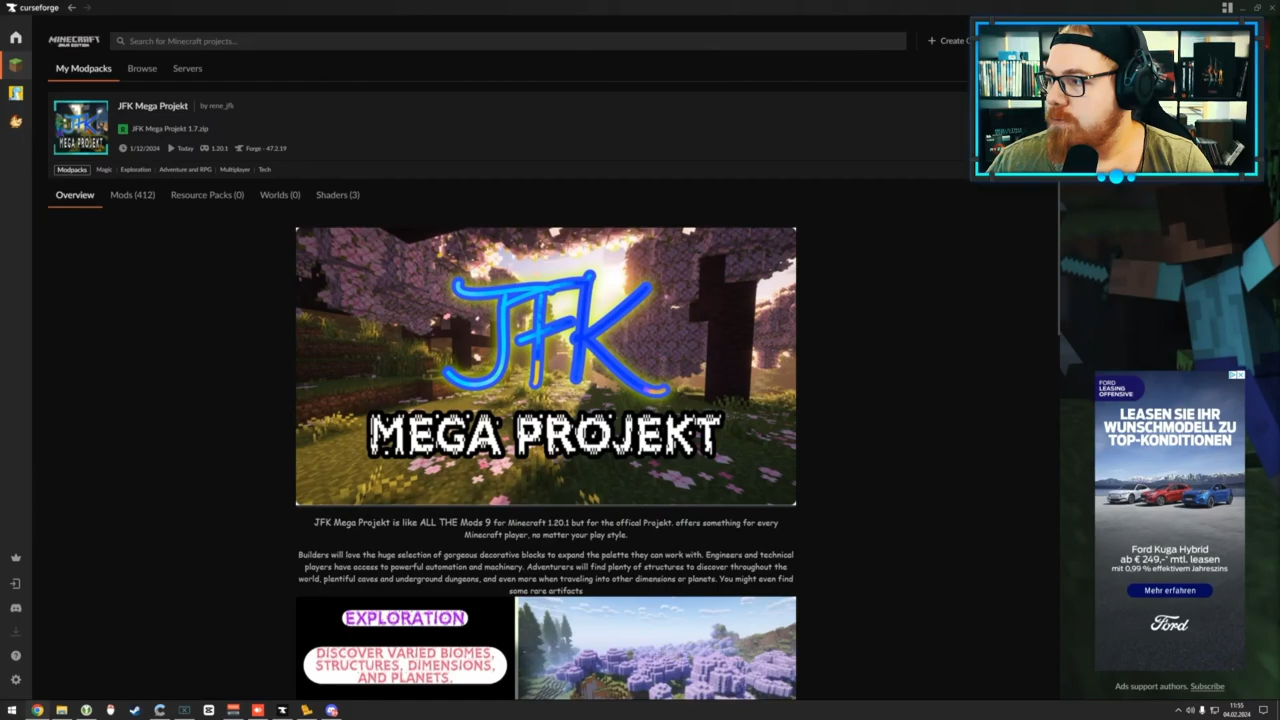 curseforge
MINECRAFT
JAVA EDITION
Search for Minecraft projects...
Create
My Modpacks
Browse
Servers
JFK
MEGA PROJEKT
JFK Mega Projekt
by rene_jfk
R
JFK Mega Projekt 1.7.zip
1/12/2024
Today
1.20.1
Forge - 47.2.19
Modpacks
Magic
Exploration
Adventure and RPG
Multiplayer
Tech
Overview
Mods (412)
Resource Packs (0)
Worlds (0)
Shaders (3)
JFK
MEGA PROJEKT
JFK Mega Projekt is like ALL THE Mods 9 for Minecraft 1.20.1 but for the offical Projekt. offers something for every
Minecraft player, no matter your play style.
Builders will love the huge selection of gorgeous decorative blocks to expand the palette they can work with. Engineers and technical
players have access to powerful automation and machinery. Adventurers will find plenty of structures to discover throughout the
world, plentiful caves and underground dungeons, and even more when traveling into other dimensions or planets. You might even find
some rare artifacts
EXPLORATION
DISCOVER VARIED BIOMES,
STRUCTURES, DIMENSIONS,
AND PLANETS.
FORD
LEASING
OFFENSIVE
LEASEN SIE IHR
WUNSCHMODELL ZU
TOP-KONDITIONEN
Ford Kuga Hybrid
ab € 249,-* mtl. leasen
mit 0,99 % effektivem Jahreszins
Mehr erfahren
Ford
Ads support authors. Subscribe
11:55
04.02.2024